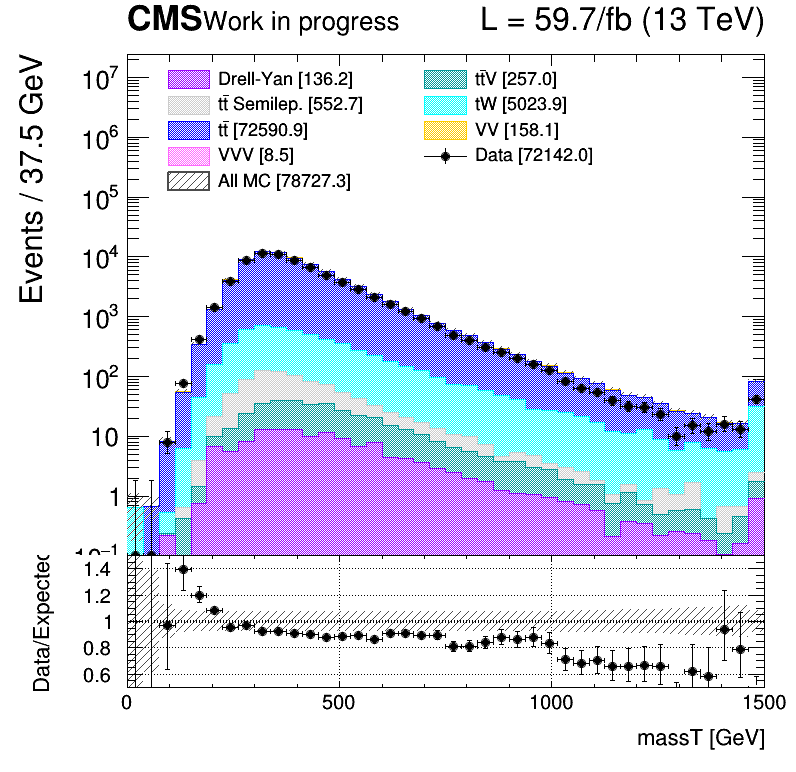 CMS Work in progress L = 59.7/fb (13 TeV)
Events / 37.5 GeV
10⁷
10⁶
10⁵
10⁴
10³
10²
10
1
10⁻¹
Drell-Yan [136.2]
tt̄ Semilep. [552.7]
tt̄ [72590.9]
VVV [8.5]
All MC [78727.3]
tt̄V [257.0]
tW [5023.9]
VV [158.1]
Data [72142.0]
Data/Expected
1.4
1.2
1
0.8
0.6
0 500 1000 1500
massT [GeV]